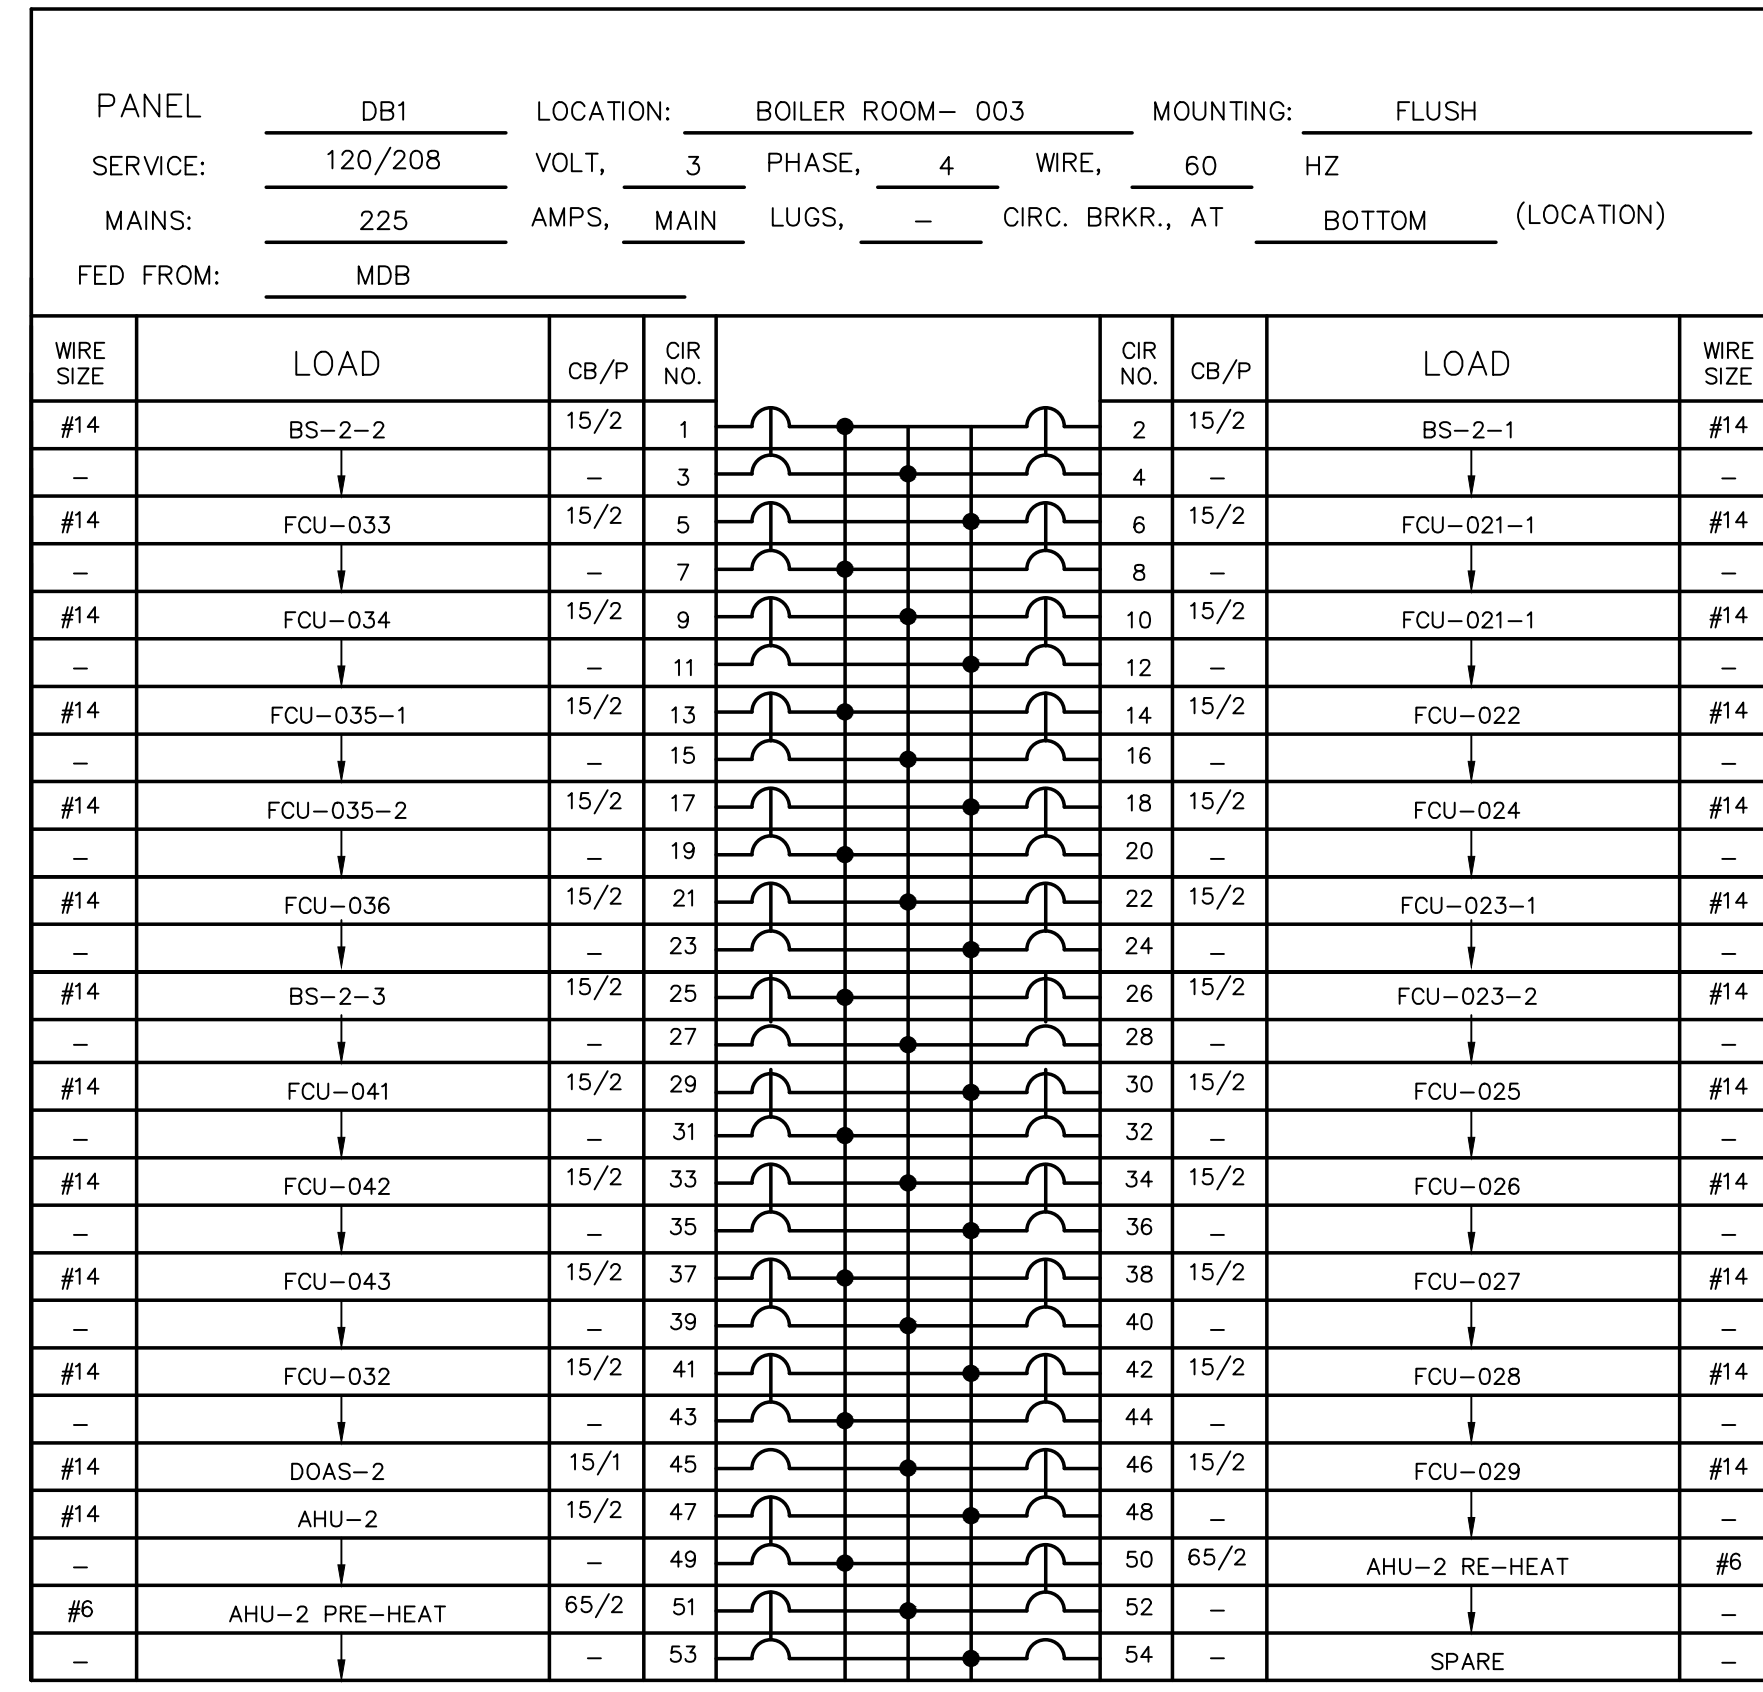 PANEL DB1 LOCATION: BOILER ROOM– 003 MOUNTING: FLUSH
SERVICE: 120/208 VOLT, 3 PHASE, 4 WIRE, 60 HZ
MAINS: 225 AMPS, MAIN LUGS, – CIRC. BRKR., AT BOTTOM (LOCATION)
FED FROM: MDB
WIRE SIZE LOAD CB/P CIR NO. CIR NO. CB/P LOAD WIRE SIZE
#14 BS–2–2 15/2 1 2 15/2 BS–2–1 #14
– – 3 4 – –
#14 FCU–033 15/2 5 6 15/2 FCU–021–1 #14
– – 7 8 – –
#14 FCU–034 15/2 9 10 15/2 FCU–021–1 #14
– – 11 12 – –
#14 FCU–035–1 15/2 13 14 15/2 FCU–022 #14
– – 15 16 – –
#14 FCU–035–2 15/2 17 18 15/2 FCU–024 #14
– – 19 20 – –
#14 FCU–036 15/2 21 22 15/2 FCU–023–1 #14
– – 23 24 – –
#14 BS–2–3 15/2 25 26 15/2 FCU–023–2 #14
– – 27 28 – –
#14 FCU–041 15/2 29 30 15/2 FCU–025 #14
– – 31 32 – –
#14 FCU–042 15/2 33 34 15/2 FCU–026 #14
– – 35 36 – –
#14 FCU–043 15/2 37 38 15/2 FCU–027 #14
– – 39 40 – –
#14 FCU–032 15/2 41 42 15/2 FCU–028 #14
– – 43 44 – –
#14 DOAS–2 15/1 45 46 15/2 FCU–029 #14
#14 AHU–2 15/2 47 48 – –
– – 49 50 65/2 AHU–2 RE–HEAT #6
#6 AHU–2 PRE–HEAT 65/2 51 52 – –
– – 53 54 – SPARE –